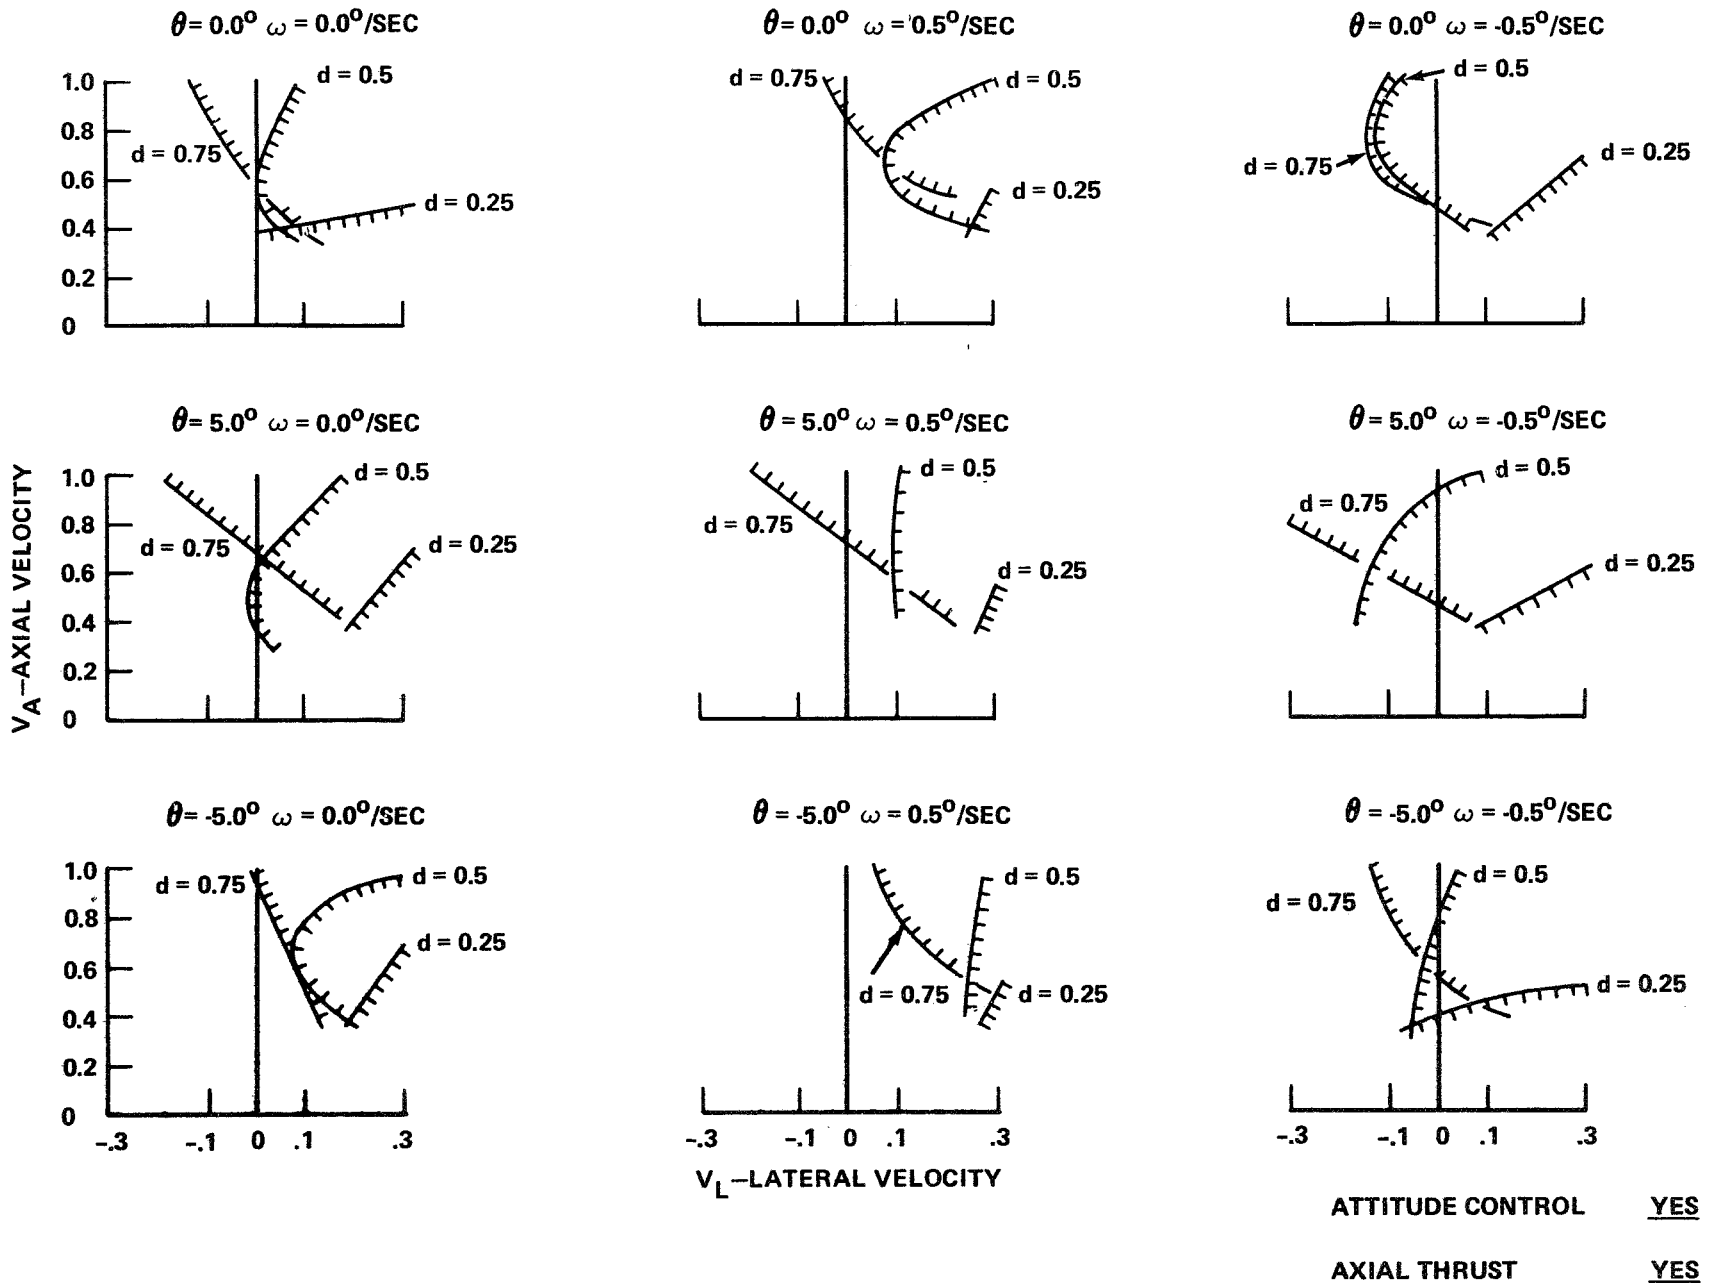 θ= 0.0° ω = 0.0°/SEC
θ= 0.0° ω = 0.5°/SEC
θ= 0.0° ω = -0.5°/SEC
1.0
0.8
0.6
0.4
0.2
0
d = 0.5
d = 0.75
d = 0.25
d = 0.75
d = 0.5
d = 0.25
d = 0.5
d = 0.75
d = 0.25
V_A—AXIAL VELOCITY
θ= 5.0° ω = 0.0°/SEC
θ= 5.0° ω = 0.5°/SEC
θ= 5.0° ω = -0.5°/SEC
1.0
0.8
0.6
0.4
0.2
0
d = 0.5
d = 0.75
d = 0.25
d = 0.5
d = 0.75
d = 0.25
d = 0.5
d = 0.75
d = 0.25
θ= -5.0° ω = 0.0°/SEC
θ = -5.0° ω = 0.5°/SEC
θ = -5.0° ω = -0.5°/SEC
1.0
0.8
0.6
0.4
0.2
0
d = 0.75
d = 0.5
d = 0.25
d = 0.5
d = 0.75
d = 0.25
d = 0.5
d = 0.75
d = 0.25
-.3 -.1 0 .1 .3
-.3 -.1 0 .1 .3
-.3 -.1 0 .1 .3
V_L—LATERAL VELOCITY
ATTITUDE CONTROL YES
AXIAL THRUST YES